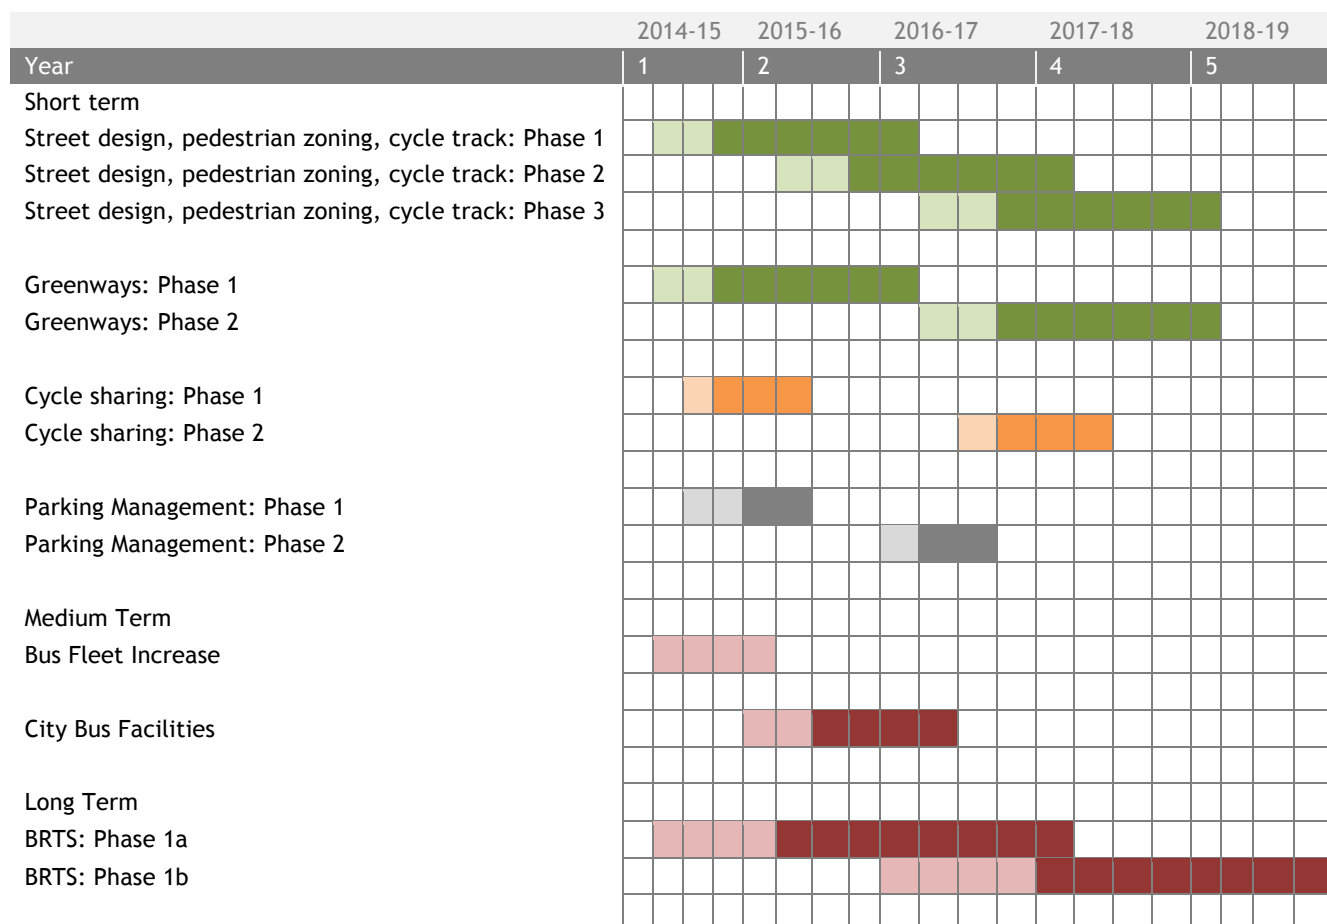 2014-15 2015-16 2016-17 2017-18 2018-19
Year 1 2 3 4 5
Short term
Street design, pedestrian zoning, cycle track: Phase 1
Street design, pedestrian zoning, cycle track: Phase 2
Street design, pedestrian zoning, cycle track: Phase 3
Greenways: Phase 1
Greenways: Phase 2
Cycle sharing: Phase 1
Cycle sharing: Phase 2
Parking Management: Phase 1
Parking Management: Phase 2
Medium Term
Bus Fleet Increase
City Bus Facilities
Long Term
BRTS: Phase 1a
BRTS: Phase 1b